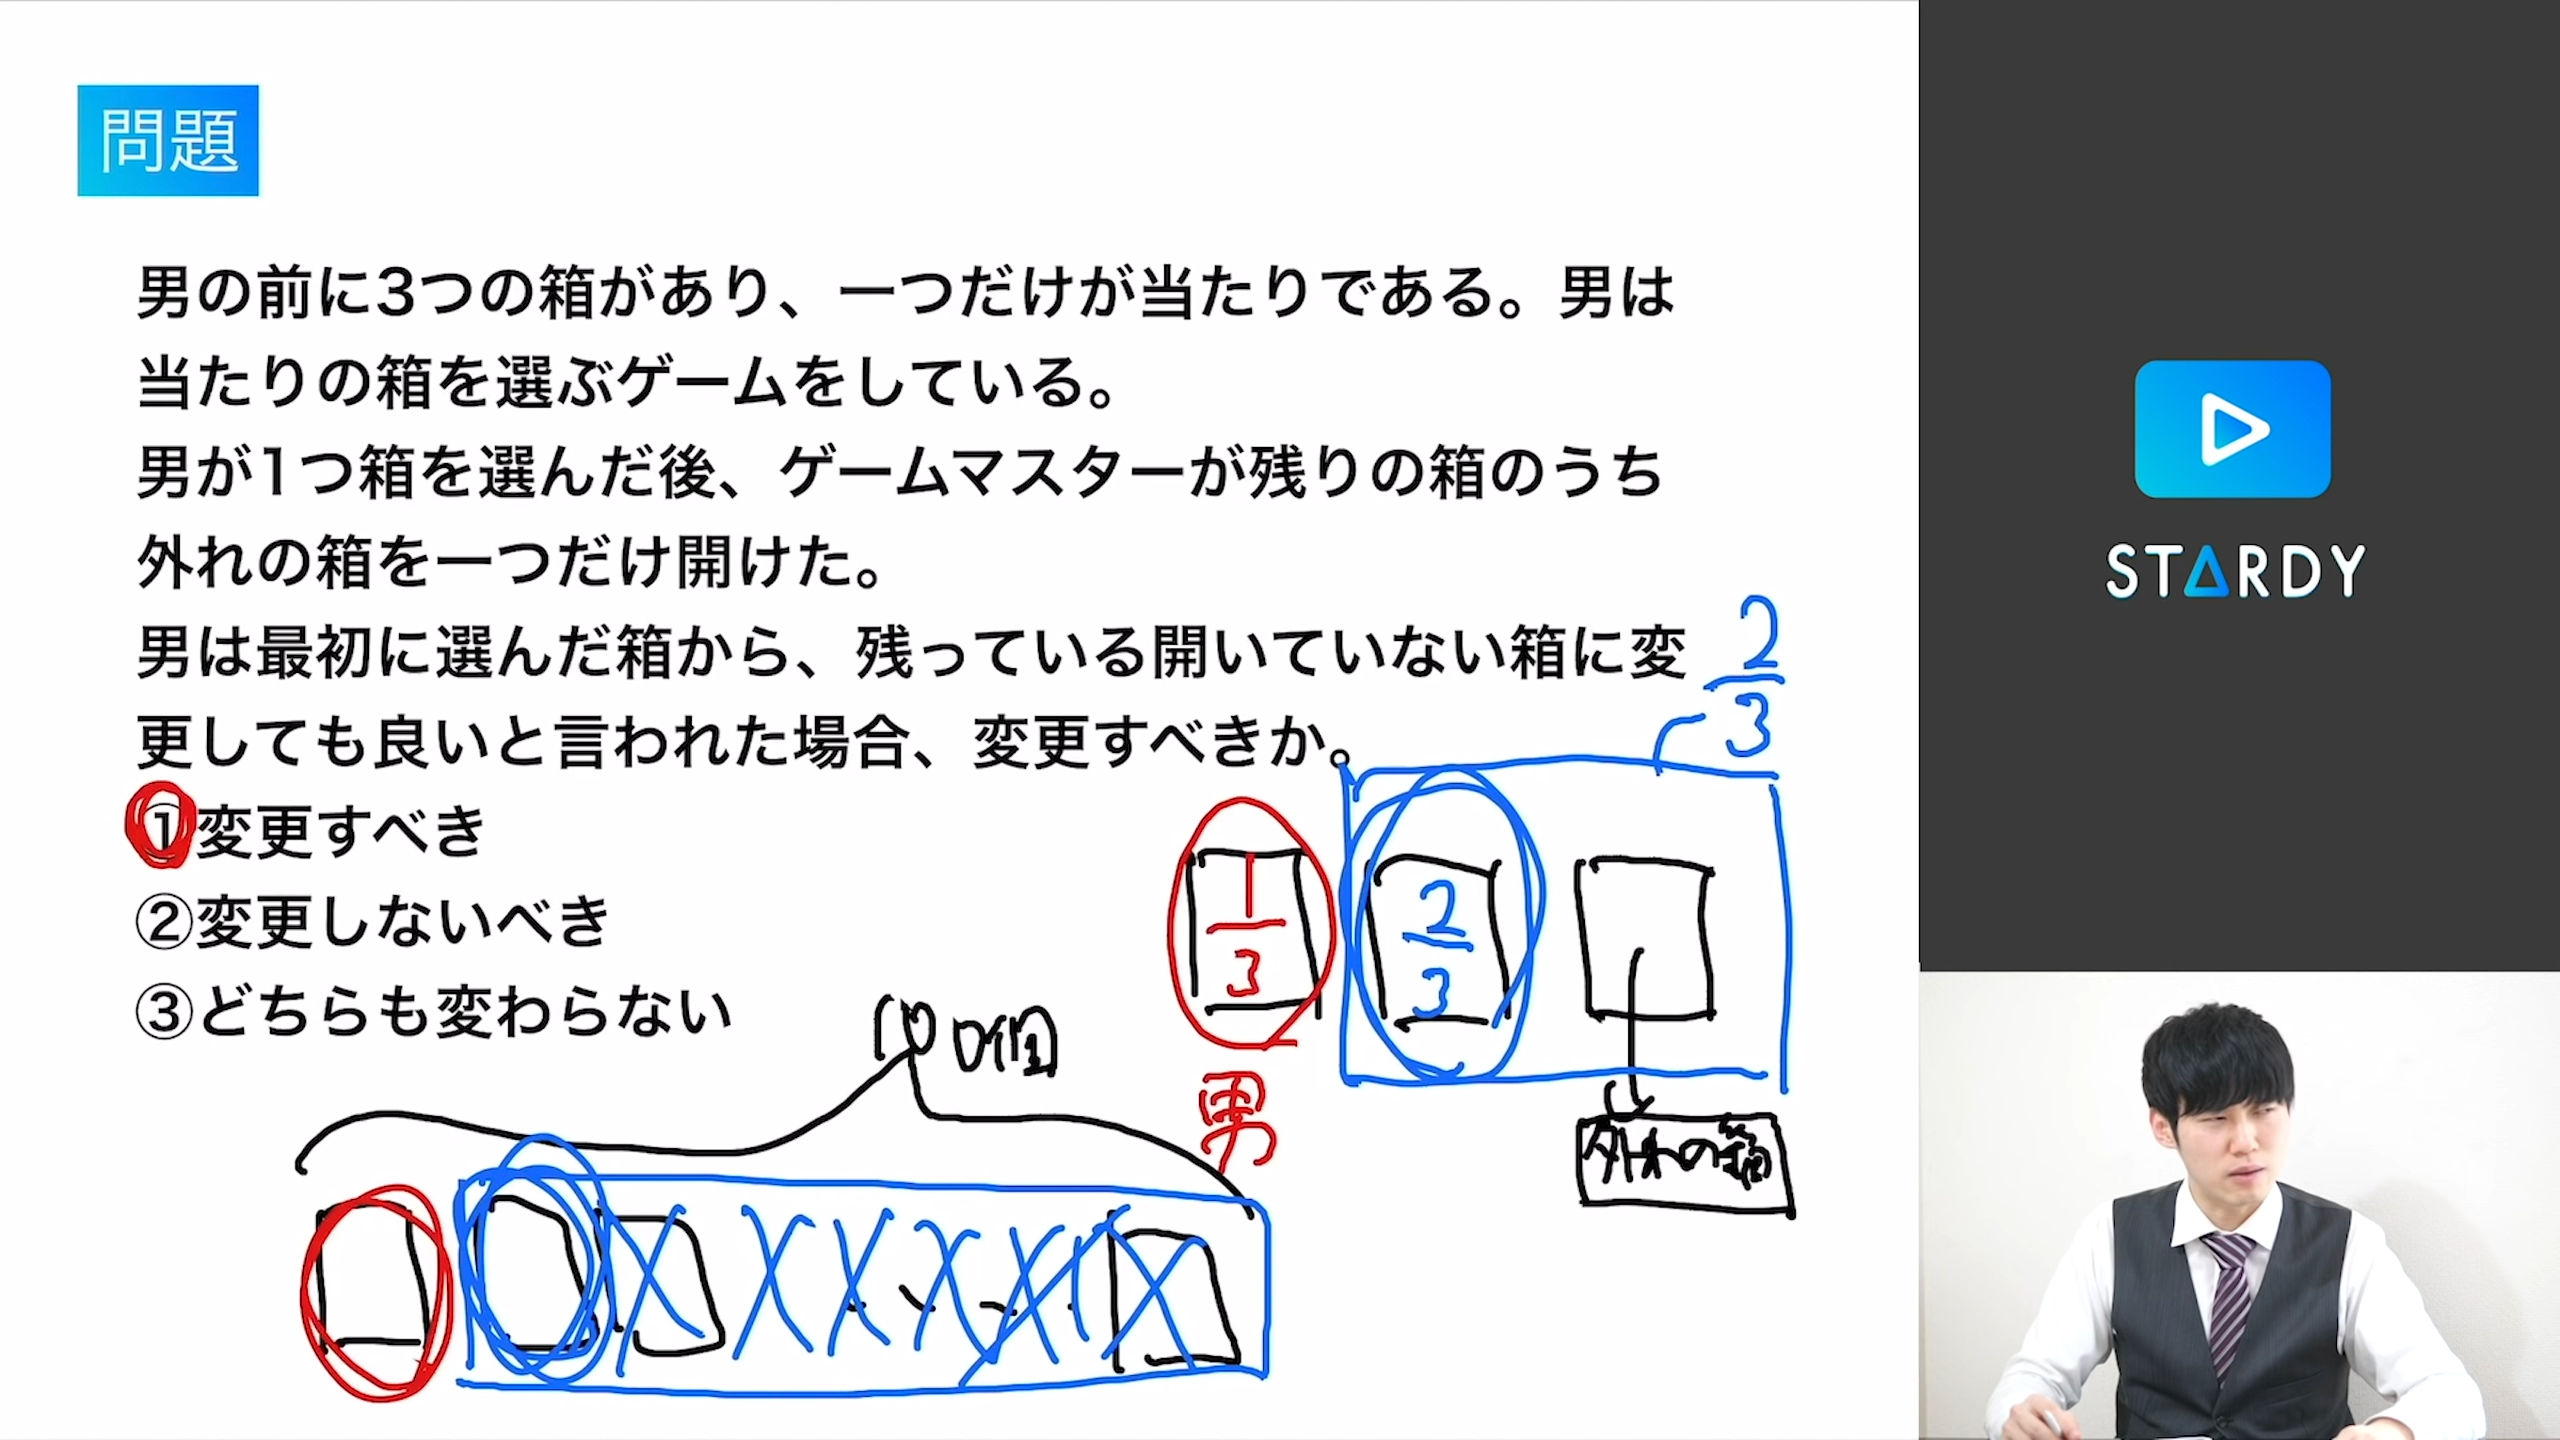 問題
男の前に3つの箱があり、一つだけが当たりである。男は
当たりの箱を選ぶゲームをしている。
男が1つ箱を選んだ後、ゲームマスターが残りの箱のうち
外れの箱を一つだけ開けた。
男は最初に選んだ箱から、残っている開いていない箱に変
更しても良いと言われた場合、変更すべきか。
①変更すべき
②変更しないべき
③どちらも変わらない
2
3
1
3
2
3
男
外れの箱
100個
STARDY